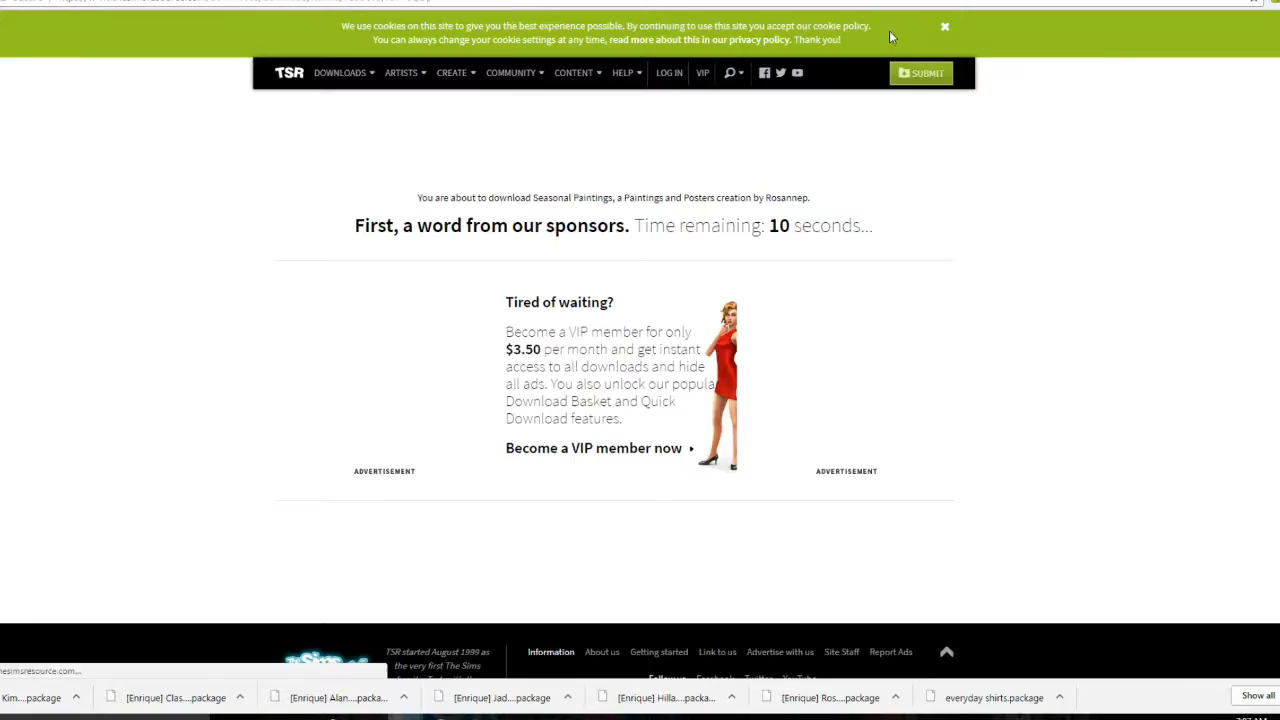 We use cookies on this site to give you the best experience possible. By continuing to use this site you accept our cookie policy.
You can always change your cookie settings at any time, read more about this in our privacy policy. Thank you!
TSR DOWNLOADS ARTISTS CREATE COMMUNITY CONTENT HELP LOG IN VIP SUBMIT
You are about to download Seasonal Paintings, a Paintings and Posters creation by Rosannep.
First, a word from our sponsors. Time remaining: 10 seconds...
Tired of waiting?
Become a VIP member for only
$3.50 per month and get instant
access to all downloads and hide
all ads. You also unlock our popula
Download Basket and Quick
Download features.
Become a VIP member now
ADVERTISEMENT ADVERTISEMENT
TSR started August 1999 as
the very first The Sims
Information About us Getting started Link to us Advertise with us Site Staff Report Ads
nesimsresource.com...
Kim....package [Enrique] Clas....package [Enrique] Alan....packa... [Enrique] Jad....package [Enrique] Hilla....packa... [Enrique] Ros....package everyday shirts.package Show all